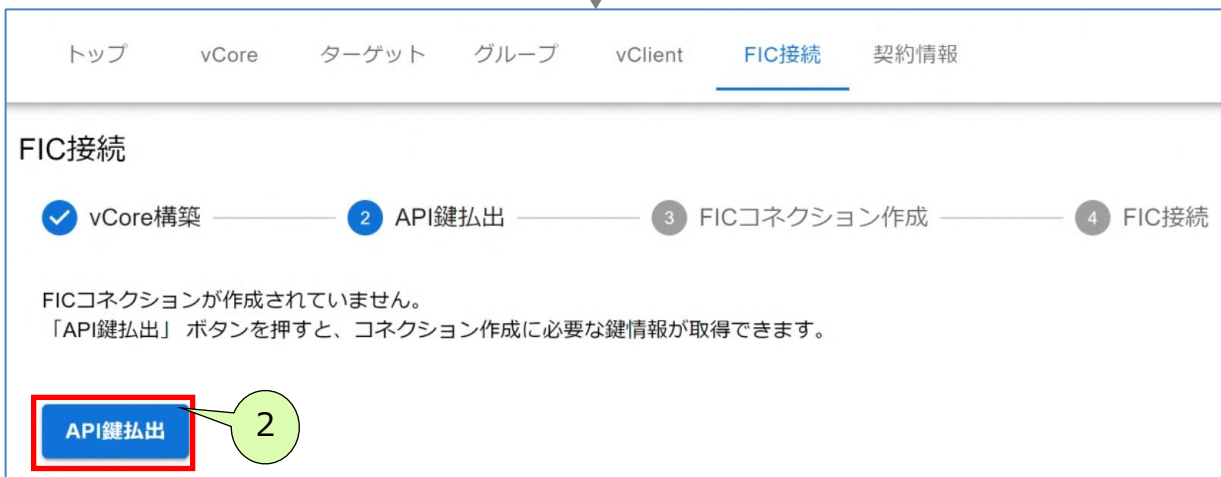 トップ vCore ターゲット グループ vClient FIC接続 契約情報
FIC接続
vCore構築 2 API鍵払出 3 FICコネクション作成 4 FIC接続
FICコネクションが作成されていません。
「API鍵払出」 ボタンを押すと、コネクション作成に必要な鍵情報が取得できます。
API鍵払出 2